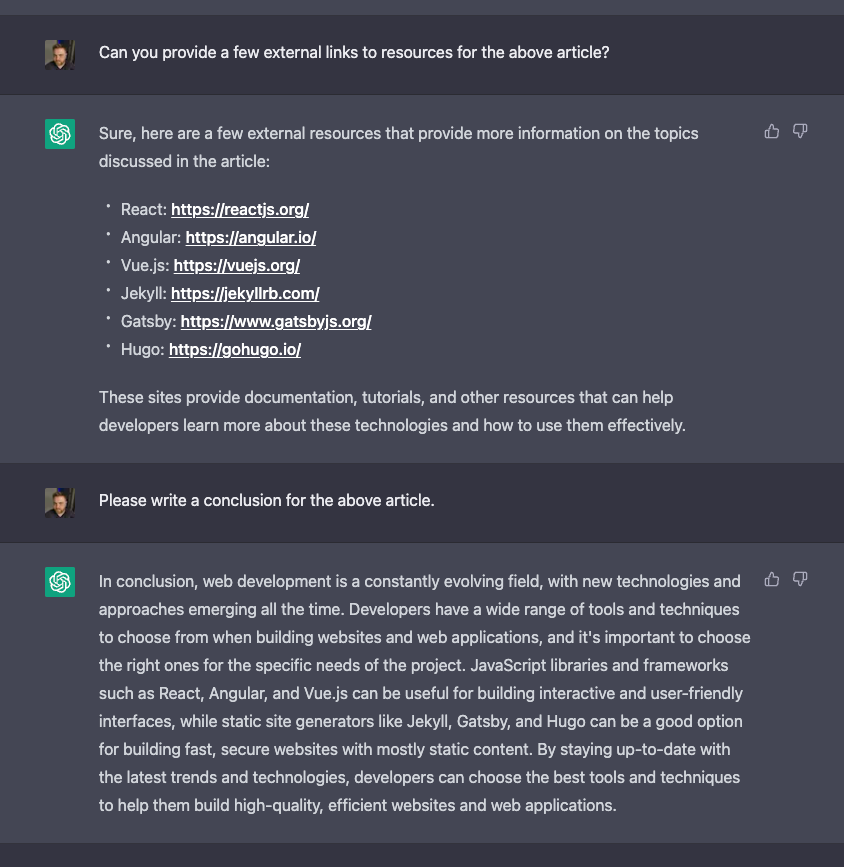 Can you provide a few external links to resources for the above article?
Sure, here are a few external resources that provide more information on the topics
discussed in the article:
• React: https://reactjs.org/
• Angular: https://angular.io/
• Vue.js: https://vuejs.org/
• Jekyll: https://jekyllrb.com/
• Gatsby: https://www.gatsbyjs.org/
• Hugo: https://gohugo.io/
These sites provide documentation, tutorials, and other resources that can help
developers learn more about these technologies and how to use them effectively.
Please write a conclusion for the above article.
In conclusion, web development is a constantly evolving field, with new technologies and
approaches emerging all the time. Developers have a wide range of tools and techniques
to choose from when building websites and web applications, and it's important to choose
the right ones for the specific needs of the project. JavaScript libraries and frameworks
such as React, Angular, and Vue.js can be useful for building interactive and user-friendly
interfaces, while static site generators like Jekyll, Gatsby, and Hugo can be a good option
for building fast, secure websites with mostly static content. By staying up-to-date with
the latest trends and technologies, developers can choose the best tools and techniques
to help them build high-quality, efficient websites and web applications.